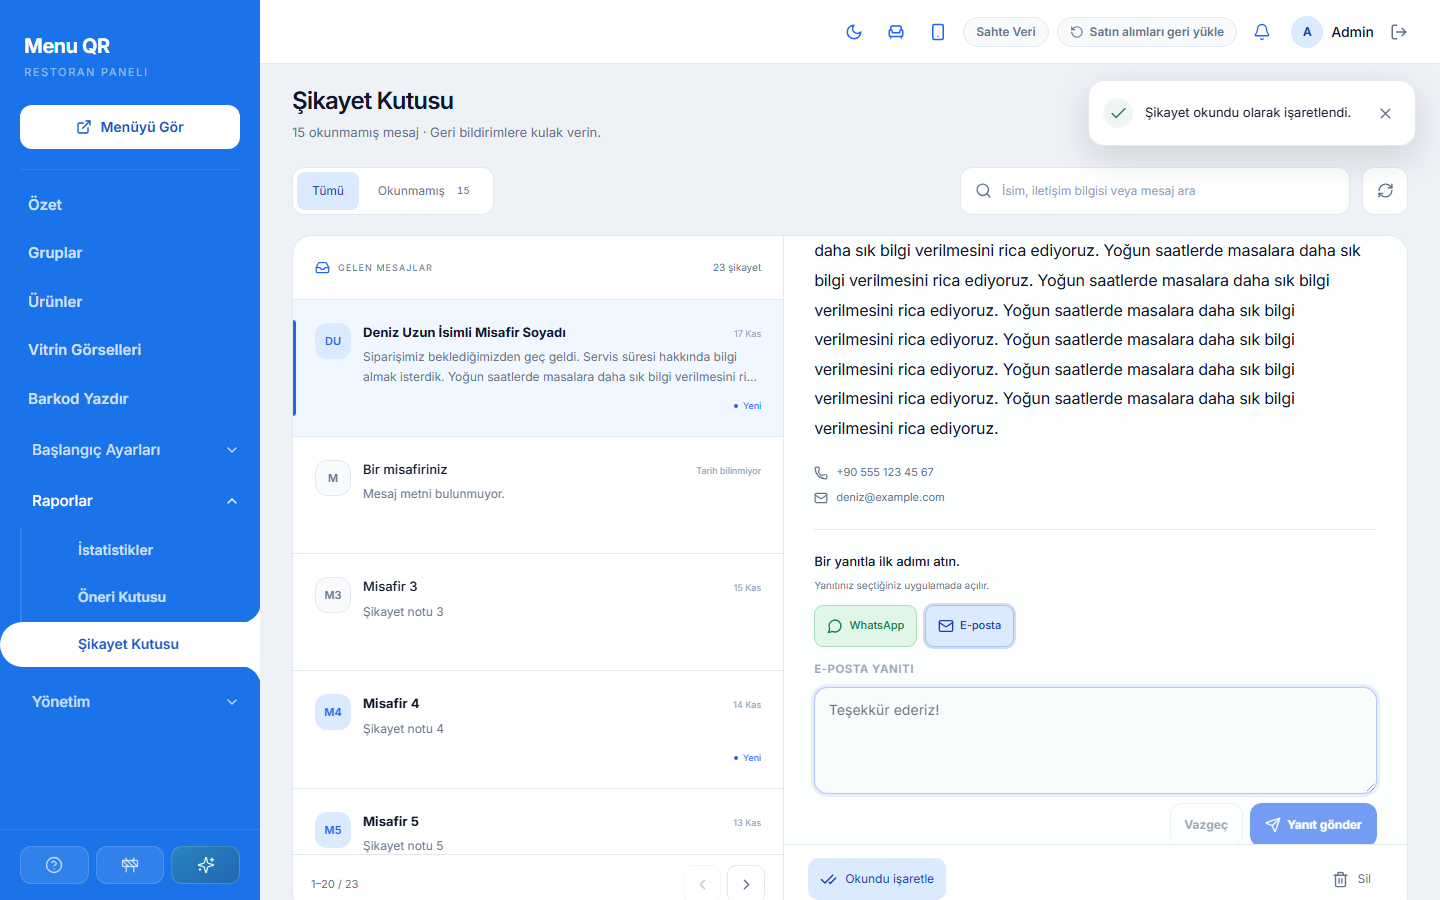 Menu QR
RESTORAN PANELİ
Menüyü Gör
Özet
Gruplar
Ürünler
Vitrin Görselleri
Barkod Yazdır
Başlangıç Ayarları
Raporlar
İstatistikler
Öneri Kutusu
Şikayet Kutusu
Yönetim
Sahte Veri
Satın alımları geri yükle
A
Admin
Şikayet Kutusu
15 okunmamış mesaj · Geri bildirimlere kulak verin.
Şikayet okundu olarak işaretlendi.
Tümü
Okunmamış 15
İsim, iletişim bilgisi veya mesaj ara
GELEN MESAJLAR
23 şikayet
DU
Deniz Uzun İsimli Misafir Soyadı
17 Kas
Siparişimiz beklediğimizden geç geldi. Servis süresi hakkında bilgi
almak isterdik. Yoğun saatlerde masalara daha sık bilgi verilmesini ri...
Yeni
M
Bir misafiriniz
Tarih bilinmiyor
Mesaj metni bulunmuyor.
M3
Misafir 3
15 Kas
Şikayet notu 3
M4
Misafir 4
14 Kas
Şikayet notu 4
Yeni
M5
Misafir 5
13 Kas
Şikayet notu 5
1–20 / 23
daha sık bilgi verilmesini rica ediyoruz. Yoğun saatlerde masalara daha sık
bilgi verilmesini rica ediyoruz. Yoğun saatlerde masalara daha sık bilgi
verilmesini rica ediyoruz. Yoğun saatlerde masalara daha sık bilgi
verilmesini rica ediyoruz. Yoğun saatlerde masalara daha sık bilgi
verilmesini rica ediyoruz. Yoğun saatlerde masalara daha sık bilgi
verilmesini rica ediyoruz. Yoğun saatlerde masalara daha sık bilgi
verilmesini rica ediyoruz.
+90 555 123 45 67
deniz@example.com
Bir yanıtla ilk adımı atın.
Yanıtınız seçtiğiniz uygulamada açılır.
WhatsApp
E-posta
E-POSTA YANITI
Teşekkür ederiz!
Vazgeç
Yanıt gönder
Okundu işaretle
Sil